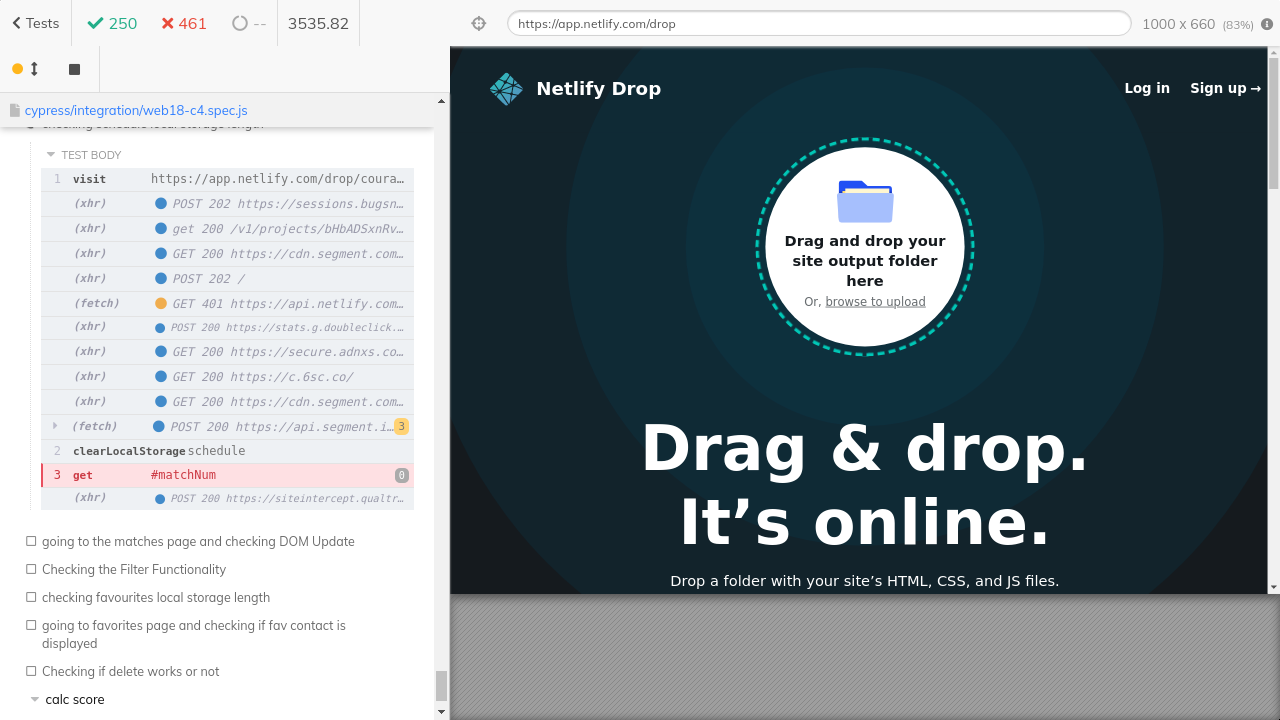 Tests
250
461
--
3535.82
https://app.netlify.com/drop
1000 x 660 (83%)
cypress/integration/web18-c4.spec.js
checking schedule local storage length
TEST BODY
1 visit https://app.netlify.com/drop/coura…
(xhr) POST 202 https://sessions.bugsn…
(xhr) get 200 /v1/projects/bHbADSxnRv…
(xhr) GET 200 https://cdn.segment.com…
(xhr) POST 202 /
(fetch) GET 401 https://api.netlify.com…
(xhr) POST 200 https://stats.g.doubleclick.…
(xhr) GET 200 https://secure.adnxs.co…
(xhr) GET 200 https://c.6sc.co/
(xhr) GET 200 https://cdn.segment.com…
(fetch) POST 200 https://api.segment.i… 3
2 clearLocalStorage schedule
3 get #matchNum 0
(xhr) POST 200 https://siteintercept.qualtr…
going to the matches page and checking DOM Update
Checking the Filter Functionality
checking favourites local storage length
going to favorites page and checking if fav contact is
displayed
Checking if delete works or not
calc score
Netlify Drop
Log in
Sign up →
Drag and drop your
site output folder
here
Or, browse to upload
Drag & drop.
It’s online.
Drop a folder with your site’s HTML, CSS, and JS files.